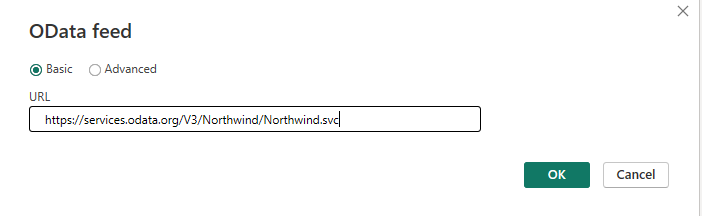 OData feed
Basic Advanced
URL
https://services.odata.org/V3/Northwind/Northwind.svc
OK Cancel